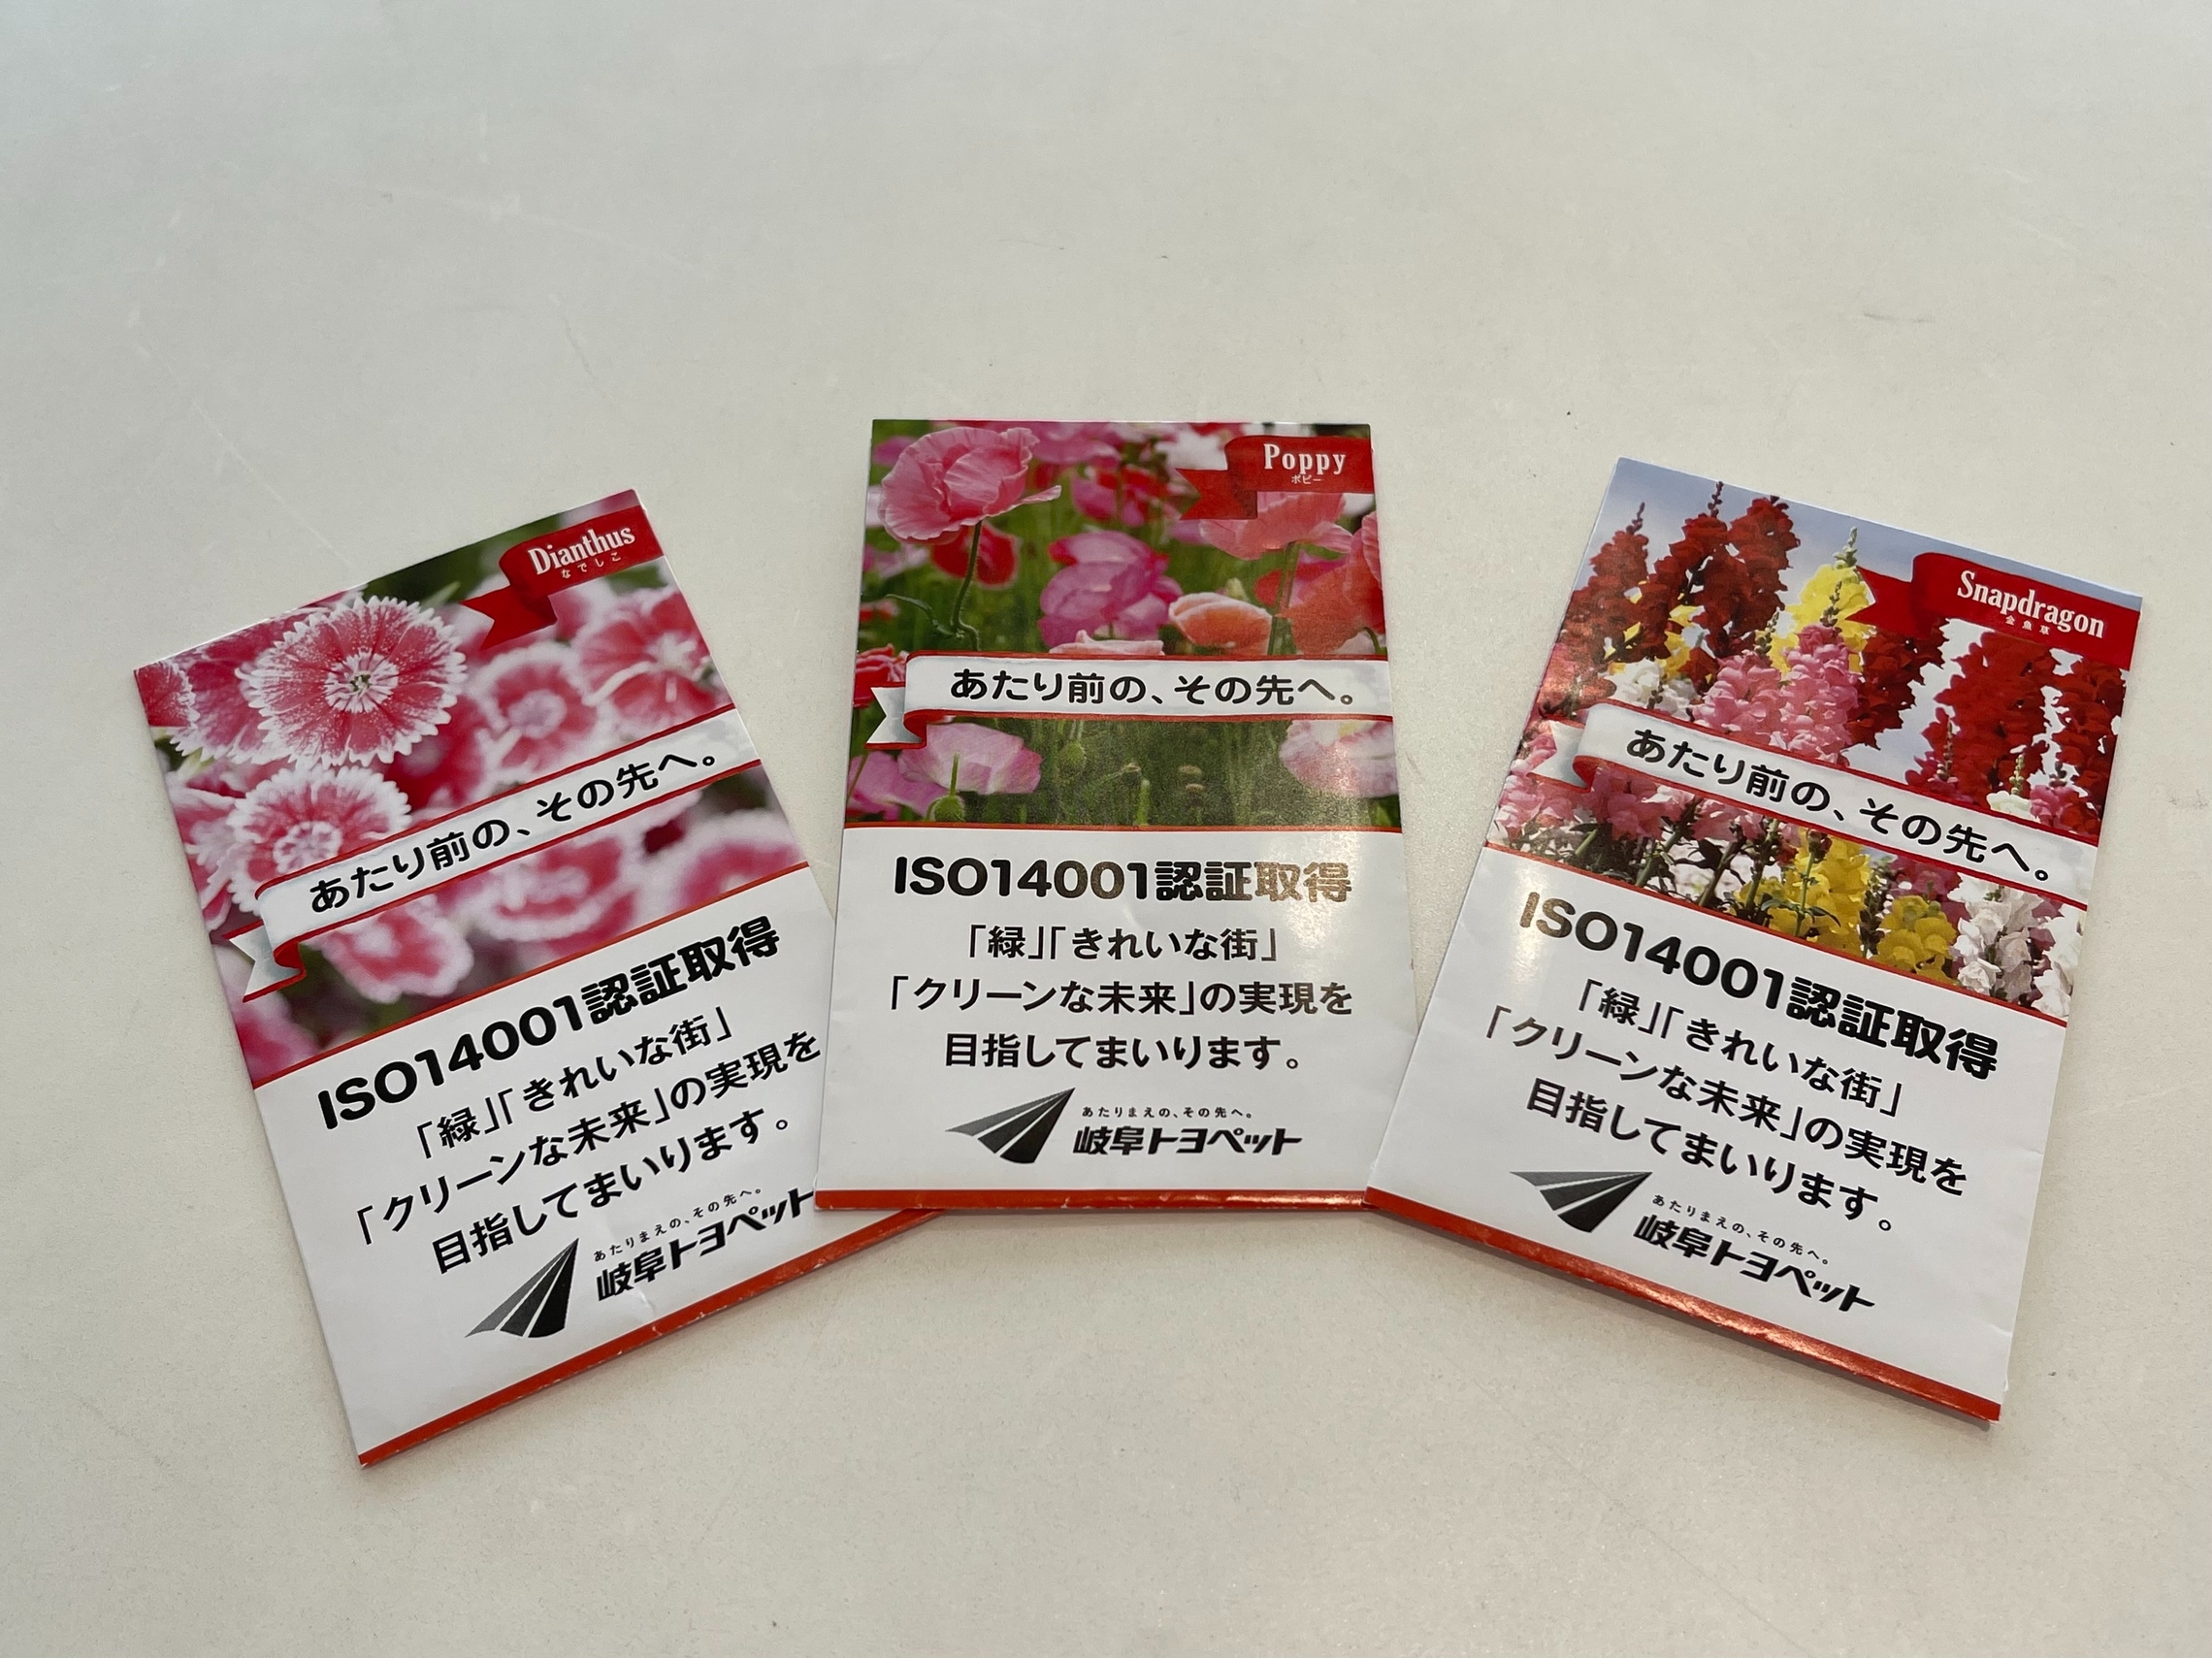 Dianthus
なでしこ
あたり前の、その先へ。
ISO14001認証取得
「緑」「きれいな街」
「クリーンな未来」の実現を
目指してまいります。
あたりまえの、その先へ。
岐阜トヨペット
Poppy
ポピー
あたり前の、その先へ。
ISO14001認証取得
「緑」「きれいな街」
「クリーンな未来」の実現を
目指してまいります。
あたりまえの、その先へ。
岐阜トヨペット
Snapdragon
金魚草
あたり前の、その先へ。
ISO14001認証取得
「緑」「きれいな街」
「クリーンな未来」の実現を
目指してまいります。
あたりまえの、その先へ。
岐阜トヨペット